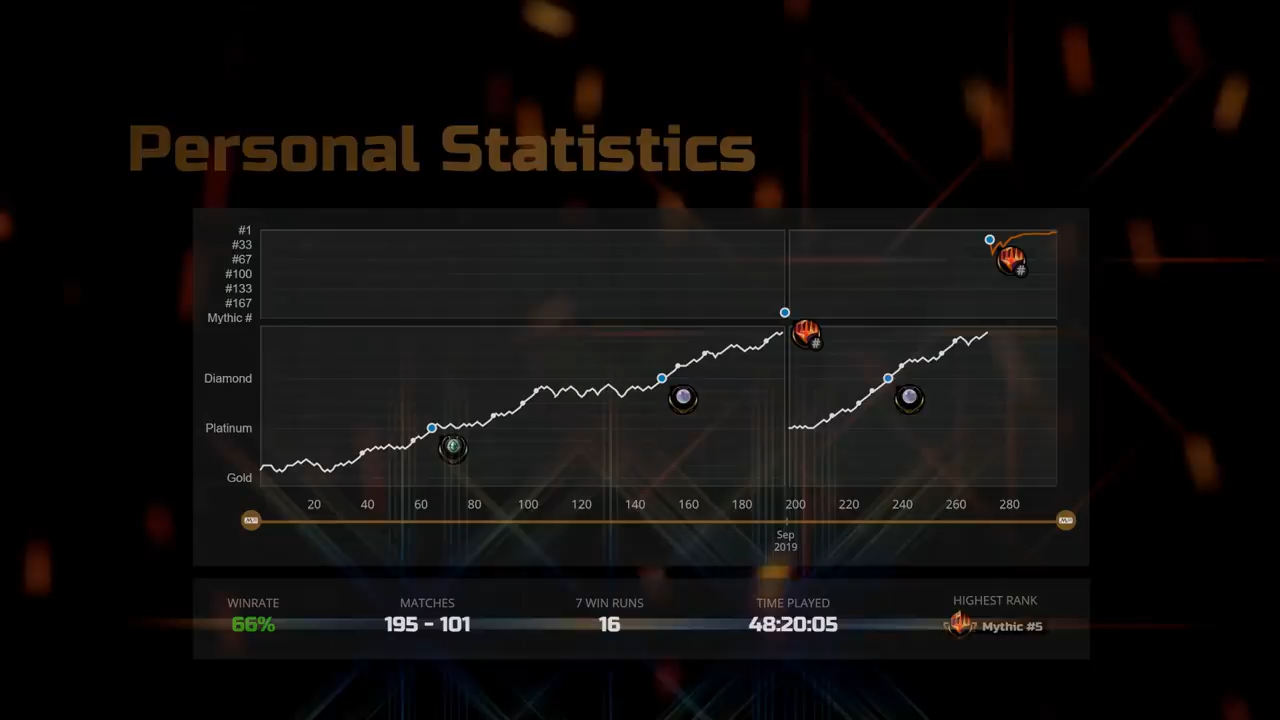 Personal Statistics
#1
#33
#67
#100
#133
#167
Mythic #
#
#
Diamond
Platinum
Gold
20 40 60 80 100 120 140 160 180 200 220 240 260 280
Sep
2019
WINRATE MATCHES 7 WIN RUNS TIME PLAYED HIGHEST RANK
66% 195 - 101 16 48:20:05 Mythic #5